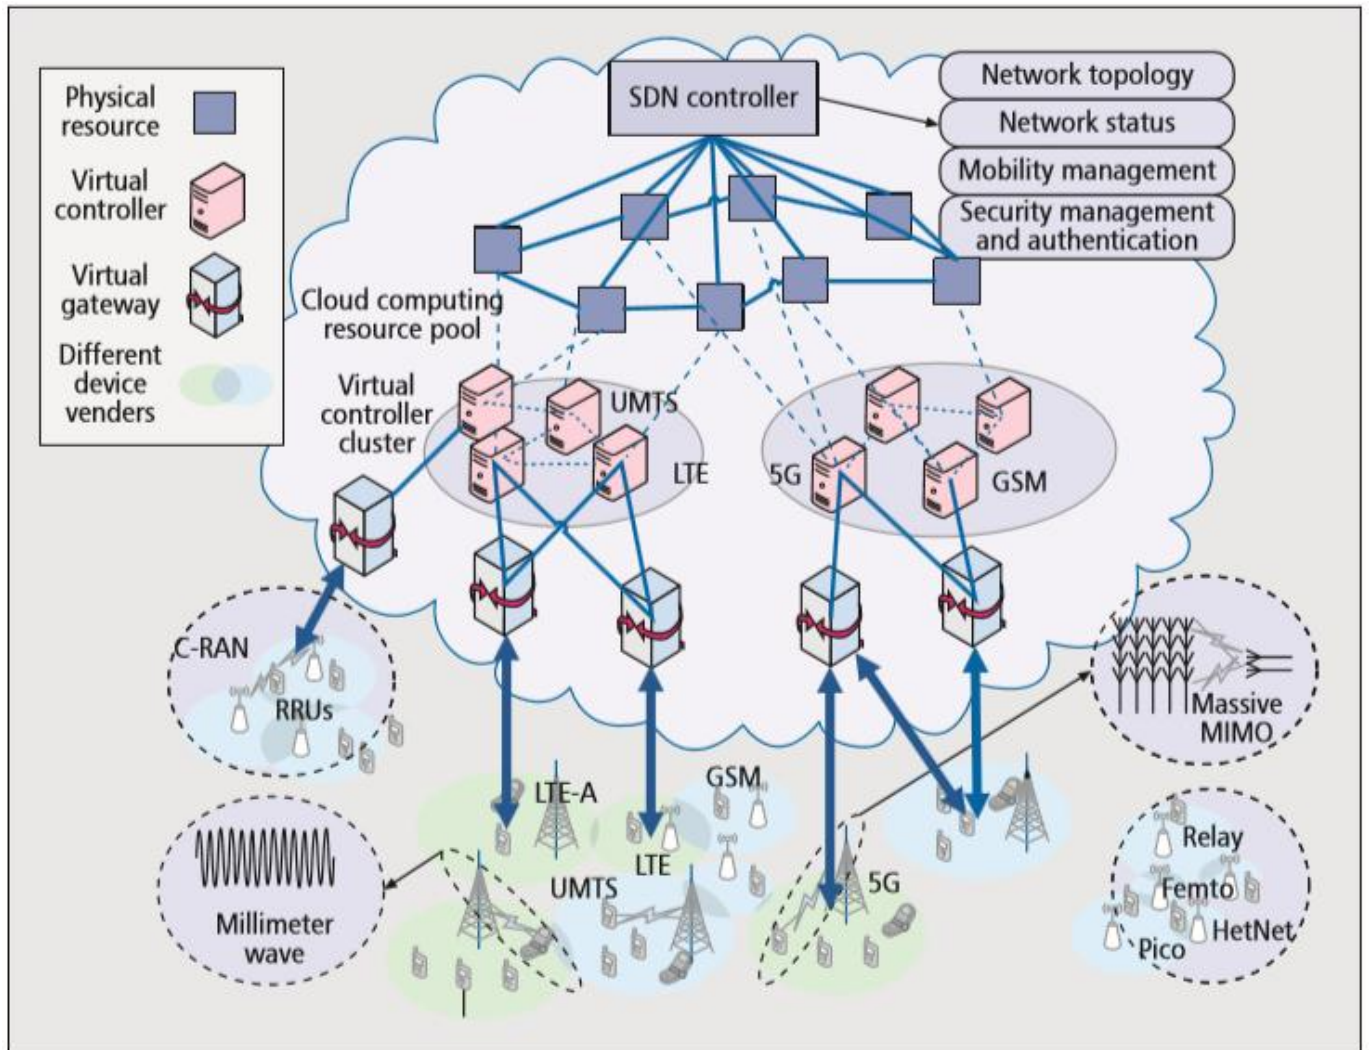 Physical
resource
Virtual
controller
Virtual
gateway
Different
device
venders
SDN controller
Network topology
Network status
Mobility management
Security management
and authentication
Cloud computing
resource pool
Virtual
controller
cluster
UMTS
LTE
5G
GSM
C-RAN
RRUs
Massive
MIMO
LTE-A
GSM
LTE
UMTS
5G
Millimeter
wave
Relay
Femto
HetNet
Pico